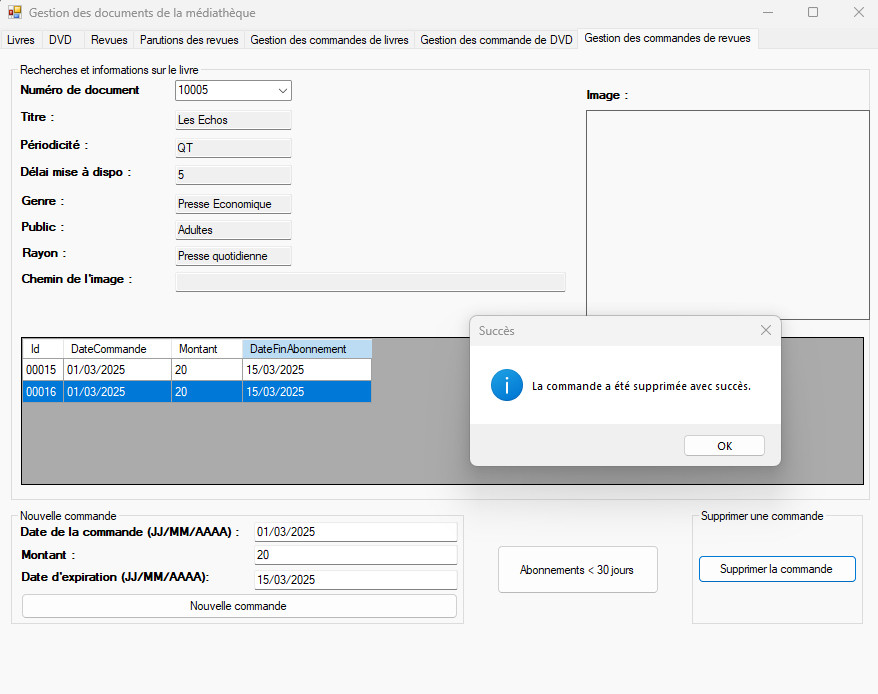 Gestion des documents de la médiathèque
Livres DVD Revues Parutions des revues Gestion des commandes de livres Gestion des commande de DVD Gestion des commandes de revues
Recherches et informations sur le livre
Numéro de document 10005
Image :
Titre : Les Echos
Périodicité : QT
Délai mise à dispo : 5
Genre : Presse Economique
Public : Adultes
Rayon : Presse quotidienne
Chemin de l'image :
Id DateCommande Montant DateFinAbonnement
00015 01/03/2025 20 15/03/2025
00016 01/03/2025 20 15/03/2025
Succès
La commande a été supprimée avec succès.
OK
Nouvelle commande
Date de la commande (JJ/MM/AAAA) : 01/03/2025
Montant : 20
Date d'expiration (JJ/MM/AAAA): 15/03/2025
Nouvelle commande
Abonnements < 30 jours
Supprimer une commande
Supprimer la commande